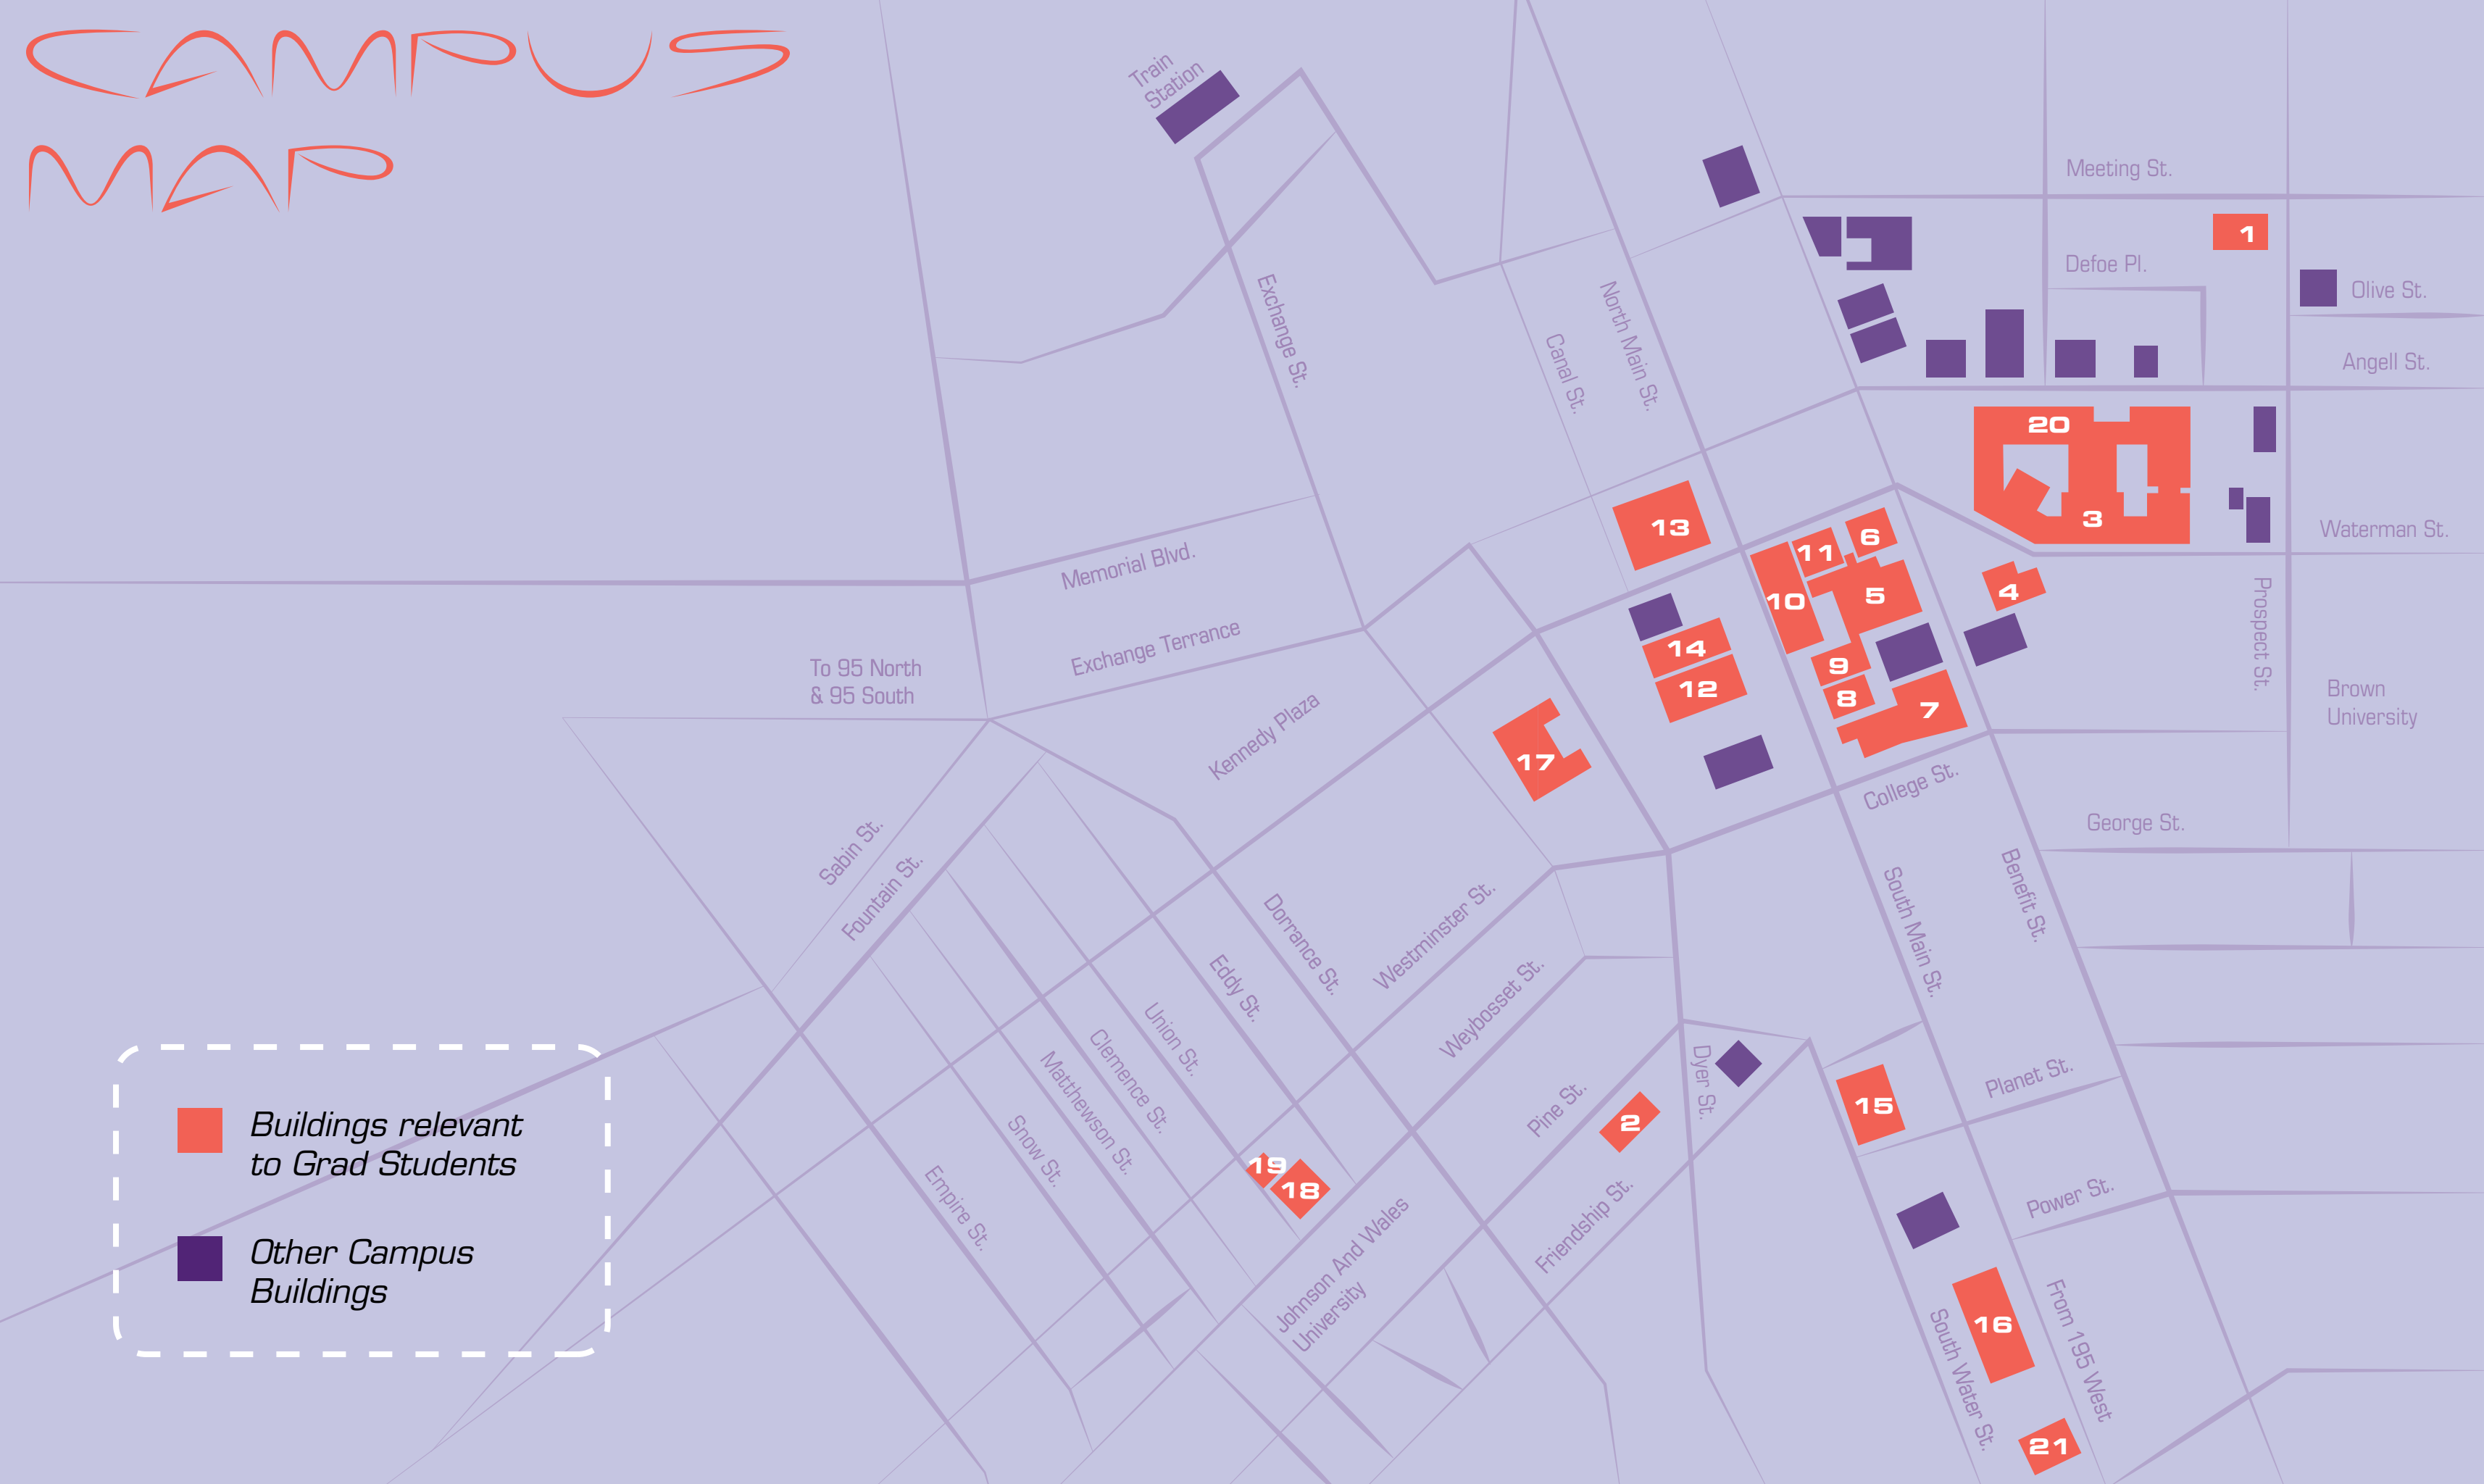 CAMPUS
MAP
Train
Station
Meeting St.
1
Defoe Pl.
Olive St.
Exchange St.
North Main St.
Canal St.
Angell St.
20
3
Waterman St.
13
6
11
5
10
4
Memorial Blvd.
Exchange Terrance
14
12
9
8
7
Prospect St.
To 95 North
& 95 South
Brown
University
Kennedy Plaza
17
College St.
George St.
Sabin St.
Fountain St.
Dorrance St.
Westminster St.
South Main St.
Benefit St.
Eddy St.
Weybosset St.
Union St.
Clemence St.
Matthewson St.
Snow St.
Empire St.
Pine St.
2
Dyer St.
15
Planet St.
19
18
Power St.
Johnson And Wales
University
Friendship St.
16
South Water St.
From 195 West
21
Buildings relevant
to Grad Students
Other Campus
Buildings